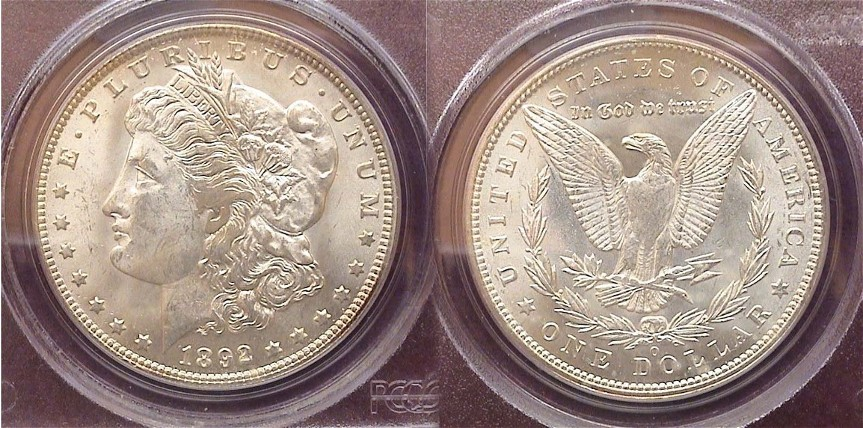 E·PLURIBUS·UNUM
LIBERTY
1892
PCGS
UNITED STATES OF AMERICA
In God we trust
O
ONE DOLLAR